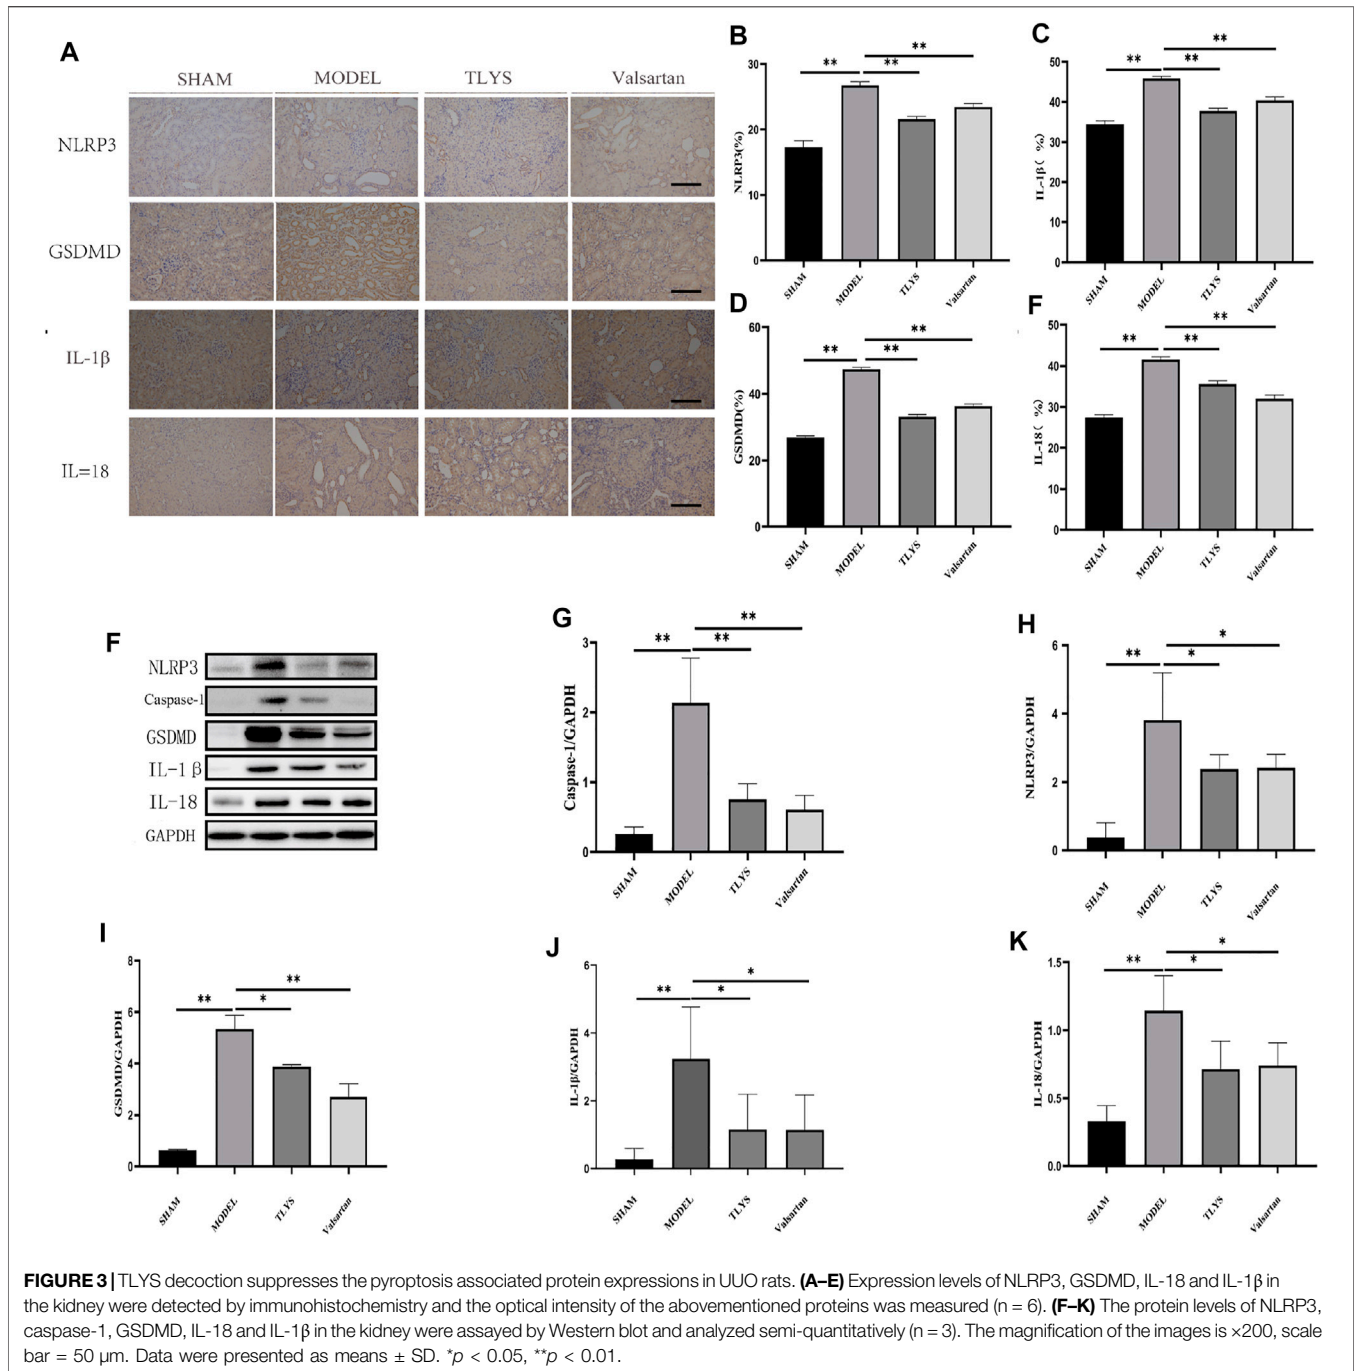 A
SHAM MODEL TLYS Valsartan
NLRP3
GSDMD
IL-1β
IL=18
B
** ** **
30
20
10
0
NLRP3(%)
SHAM MODEL TLYS Valsartan
C
** ** **
50
40
30
20
10
0
IL-1β( %)
SHAM MODEL TLYS Valsartan
D
** ** **
60
40
20
0
GSDMD(%)
SHAM MODEL TLYS Valsartan
F
** ** **
50
40
30
20
10
0
IL-18( %)
SHAM MODEL TLYS Valsartan
F
NLRP3
Caspase-1
GSDMD
IL-1 β
IL-18
GAPDH
G
** ** **
3
2
1
0
Caspase-1/GAPDH
SHAM MODEL TLYS Valsartan
H
** * *
6
4
2
0
NLRP3/GAPDH
SHAM MODEL TLYS Valsartan
I
** * **
8
6
4
2
0
GSDMD/GAPDH
SHAM MODEL TLYS Valsartan
J
** * *
6
4
2
0
IL-1β/GAPDH
SHAM MODEL TLYS Valsartan
K
** * *
1.5
1.0
0.5
0.0
IL-18/GAPDH
SHAM MODEL TLYS Valsartan
FIGURE 3 | TLYS decoction suppresses the pyroptosis associated protein expressions in UUO rats. (A–E) Expression levels of NLRP3, GSDMD, IL-18 and IL-1β in
the kidney were detected by immunohistochemistry and the optical intensity of the abovementioned proteins was measured (n = 6). (F–K) The protein levels of NLRP3,
caspase-1, GSDMD, IL-18 and IL-1β in the kidney were assayed by Western blot and analyzed semi-quantitatively (n = 3). The magnification of the images is ×200, scale
bar = 50 μm. Data were presented as means ± SD. *p < 0.05, **p < 0.01.